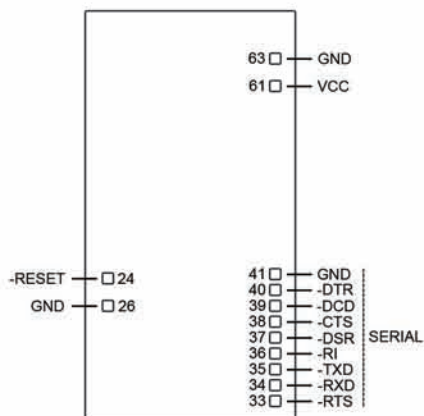 63 GND
61 VCC
-RESET 24
GND 26
41 GND
40 -DTR
39 -DCD
38 -CTS
37 -DSR
SERIAL
36 -RI
35 -TXD
34 -RXD
33 -RTS